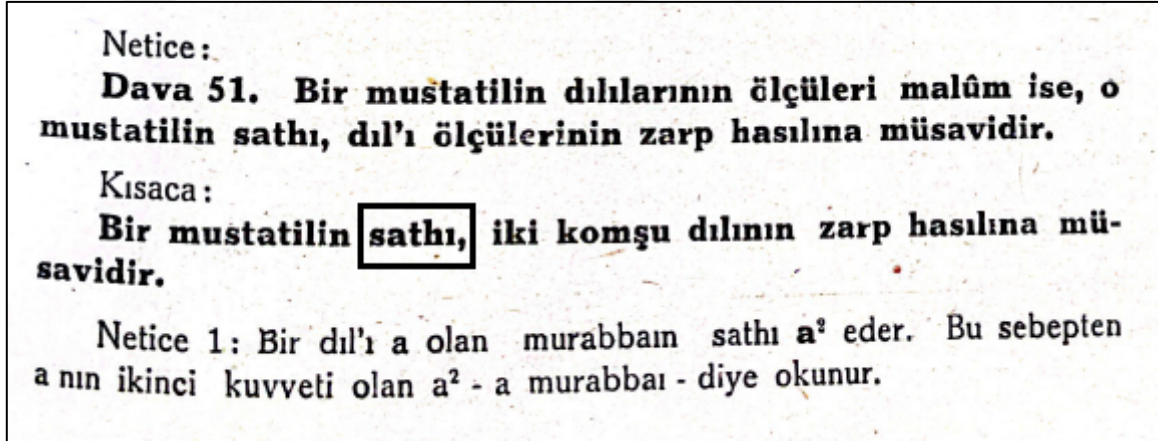 Netice:
Dava 51. Bir mustatilin dılılarının ölçüleri malûm ise, o
mustatilin sathı, dıl'ı ölçülerinin zarp hasılına müsavidir.
Kısaca:
Bir mustatilin sathı, iki komşu dılının zarp hasılına mü-
savidir.
Netice 1: Bir dıl'ı a olan murabbaın sathı a² eder. Bu sebepten
a nın ikinci kuvveti olan a² - a murabbaı - diye okunur.